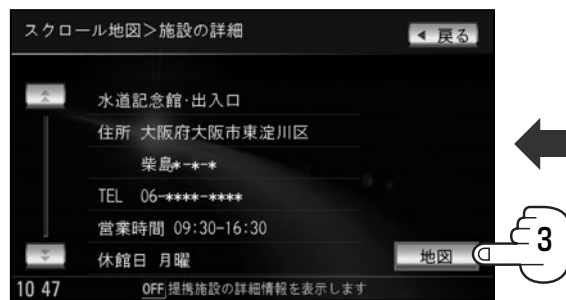 スクロール地図＞施設の詳細
◀ 戻る
水道記念館･出入口
住所 大阪府大阪市東淀川区
柴島*-*-*
TEL 06-****-****
営業時間 09:30-16:30
休館日 月曜
地図
3
10 47
OFF 提携施設の詳細情報を表示します